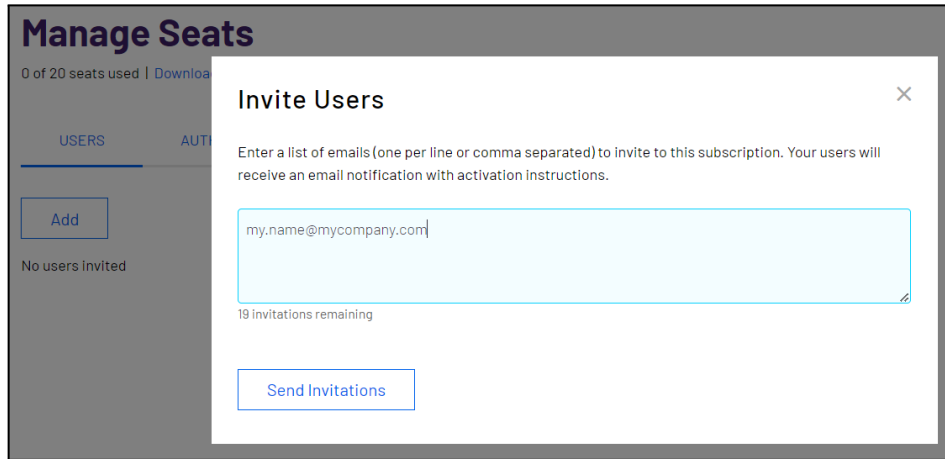 Manage Seats
0 of 20 seats used | Downloa
USERS AUTH
Add
No users invited
Invite Users
Enter a list of emails (one per line or comma separated) to invite to this subscription. Your users will
receive an email notification with activation instructions.
my.name@mycompany.com
19 invitations remaining
Send Invitations